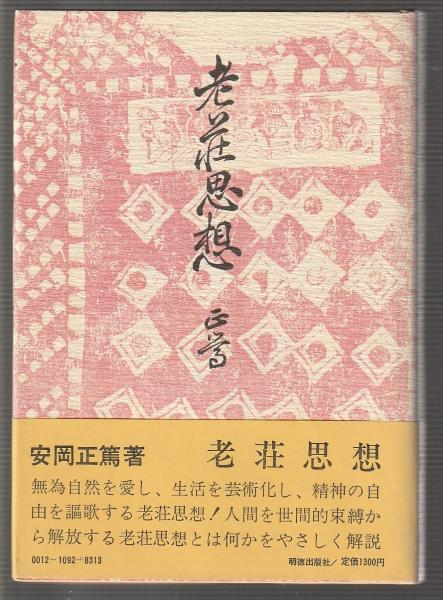 老荘思想
正篤
安岡正篤著 老荘思想
無為自然を愛し、生活を芸術化し、精神の自
由を謳歌する老荘思想!人間を世間的束縛か
ら解放する老荘思想とは何かをやさしく解説
0012-1092-8313 明徳出版社/定価1300円